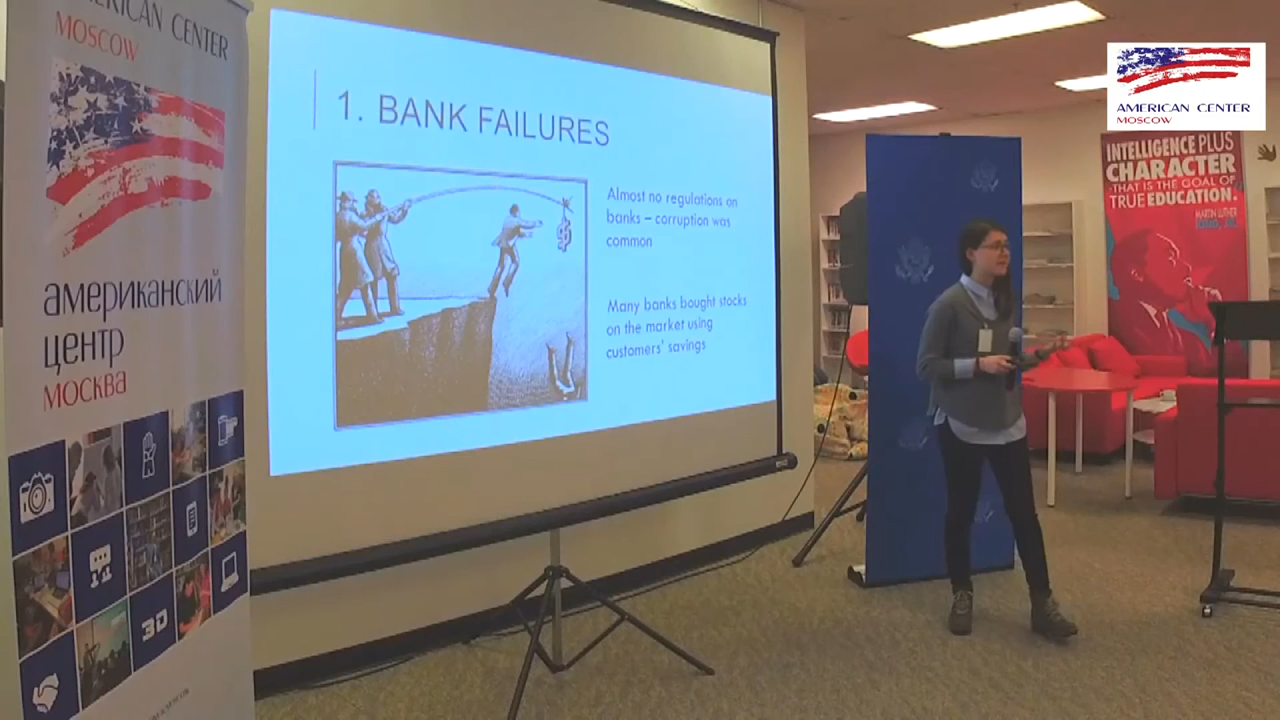 AMERICAN CENTER
MOSCOW
американский
центр
москва
3D
1. BANK FAILURES
Almost no regulations on
banks – corruption was
common
Many banks bought stocks
on the market using
customers' savings
$
AMERICAN CENTER
MOSCOW
INTELLIGENCE PLUS
CHARACTER
-THAT IS THE GOAL OF
TRUE EDUCATION.
MARTIN LUTHER